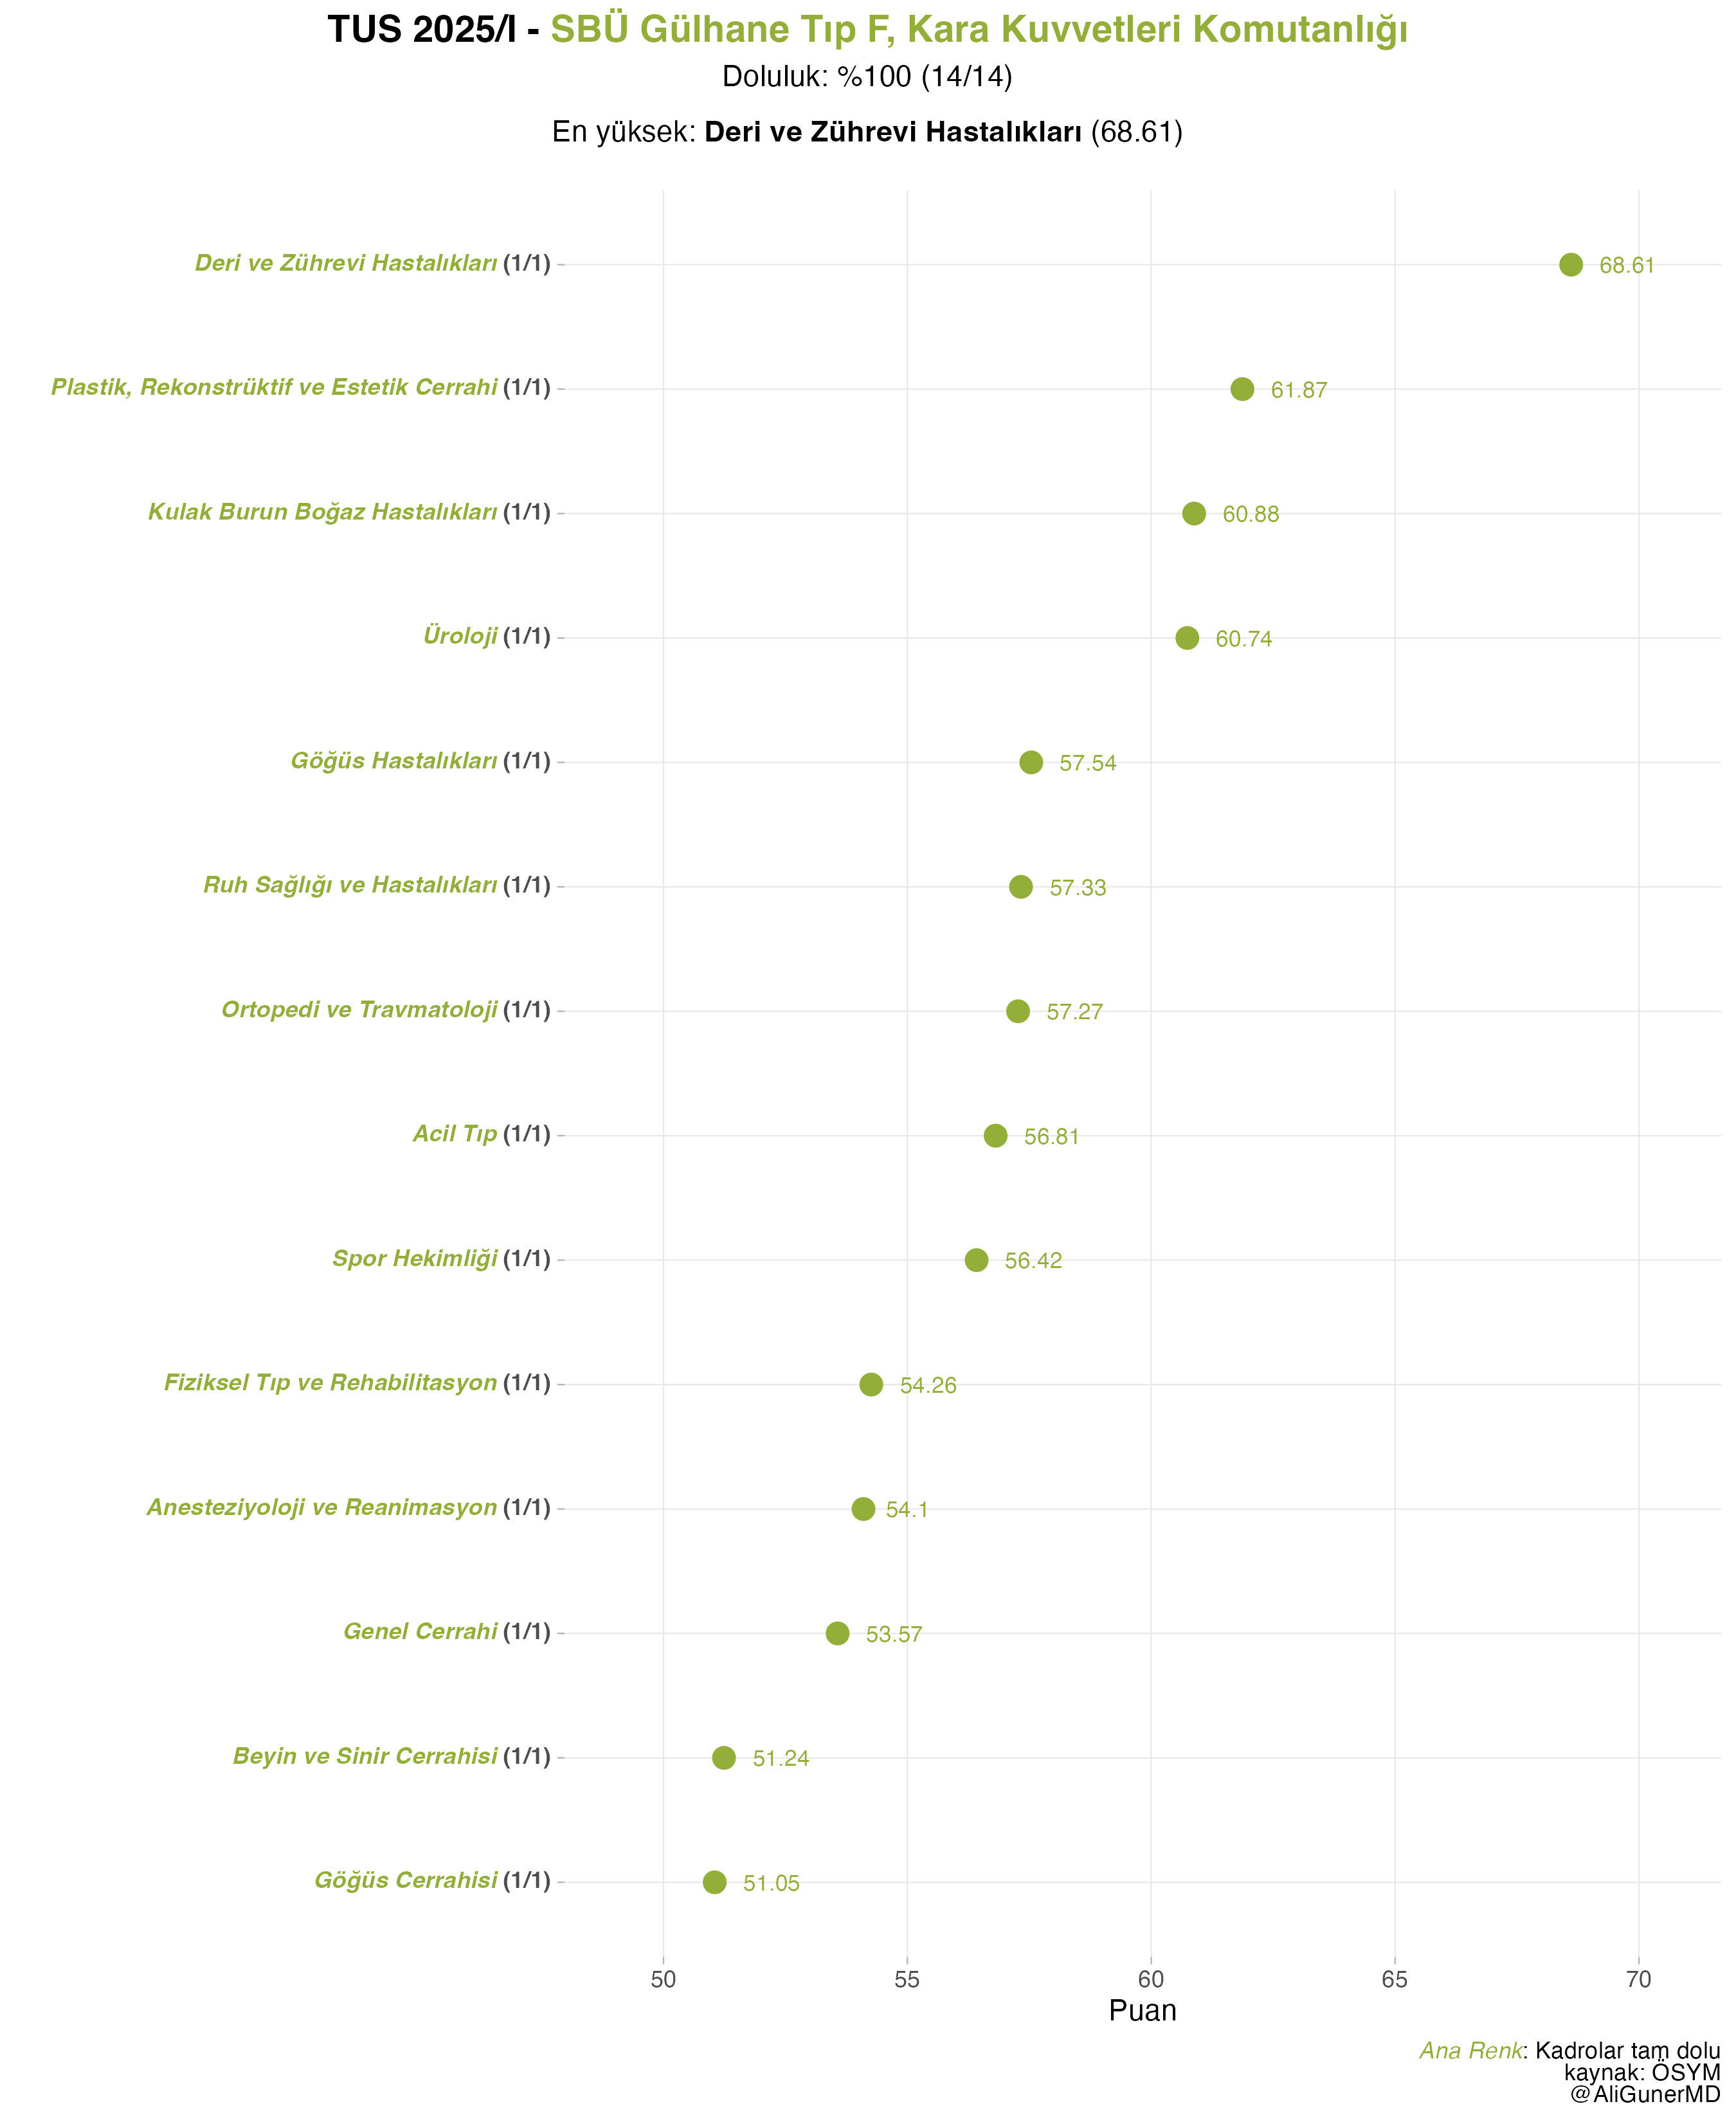 TUS 2025/I - SBÜ Gülhane Tıp F, Kara Kuvvetleri Komutanlığı
Doluluk: %100 (14/14)
En yüksek: Deri ve Zührevi Hastalıkları (68.61)
Deri ve Zührevi Hastalıkları (1/1) 68.61
Plastik, Rekonstrüktif ve Estetik Cerrahi (1/1) 61.87
Kulak Burun Boğaz Hastalıkları (1/1) 60.88
Üroloji (1/1) 60.74
Göğüs Hastalıkları (1/1) 57.54
Ruh Sağlığı ve Hastalıkları (1/1) 57.33
Ortopedi ve Travmatoloji (1/1) 57.27
Acil Tıp (1/1) 56.81
Spor Hekimliği (1/1) 56.42
Fiziksel Tıp ve Rehabilitasyon (1/1) 54.26
Anesteziyoloji ve Reanimasyon (1/1) 54.1
Genel Cerrahi (1/1) 53.57
Beyin ve Sinir Cerrahisi (1/1) 51.24
Göğüs Cerrahisi (1/1) 51.05
50 55 60 65 70
Puan
Ana Renk: Kadrolar tam dolu
kaynak: ÖSYM
@AliGunerMD